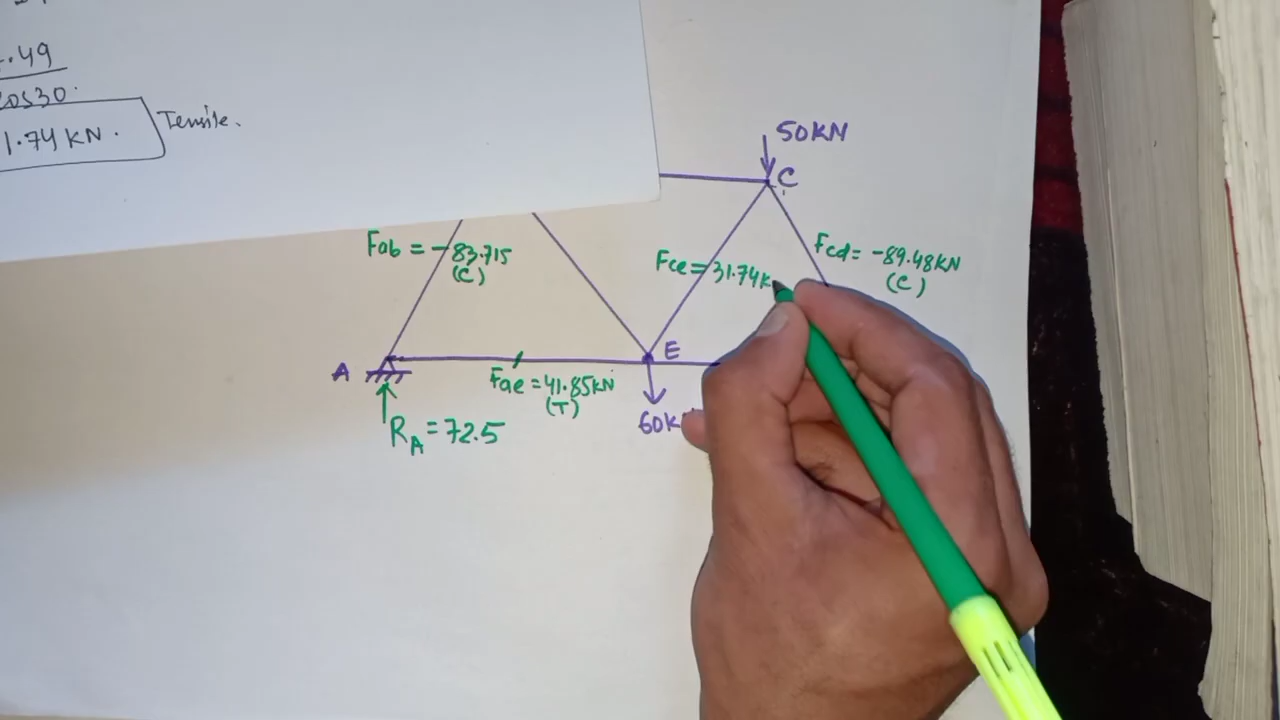 .49
cos30.
1.74 KN.
Tensile.
50KN
C
Fab = -83.715
(C)
Fce= 31.74K
Fcd= -89.48KN
(C)
A
E
Fae = 41.85KN
(T)
60K
RA = 72.5